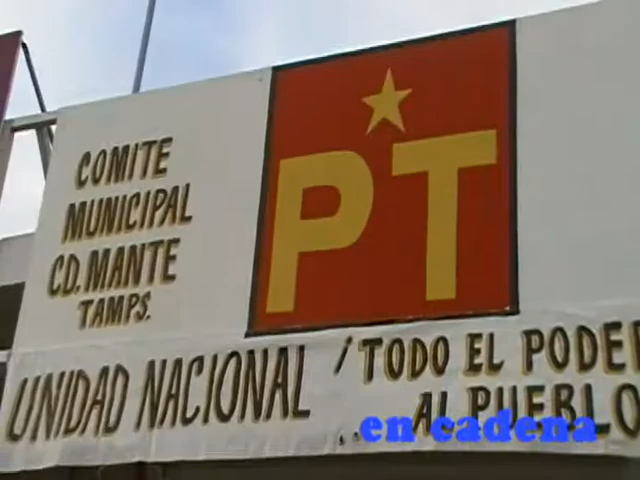 COMITE
MUNICIPAL
CD. MANTE
TAMPS.
PT
UNIDAD NACIONAL
¡TODO EL PODER
AL PUEBLO
en cadena